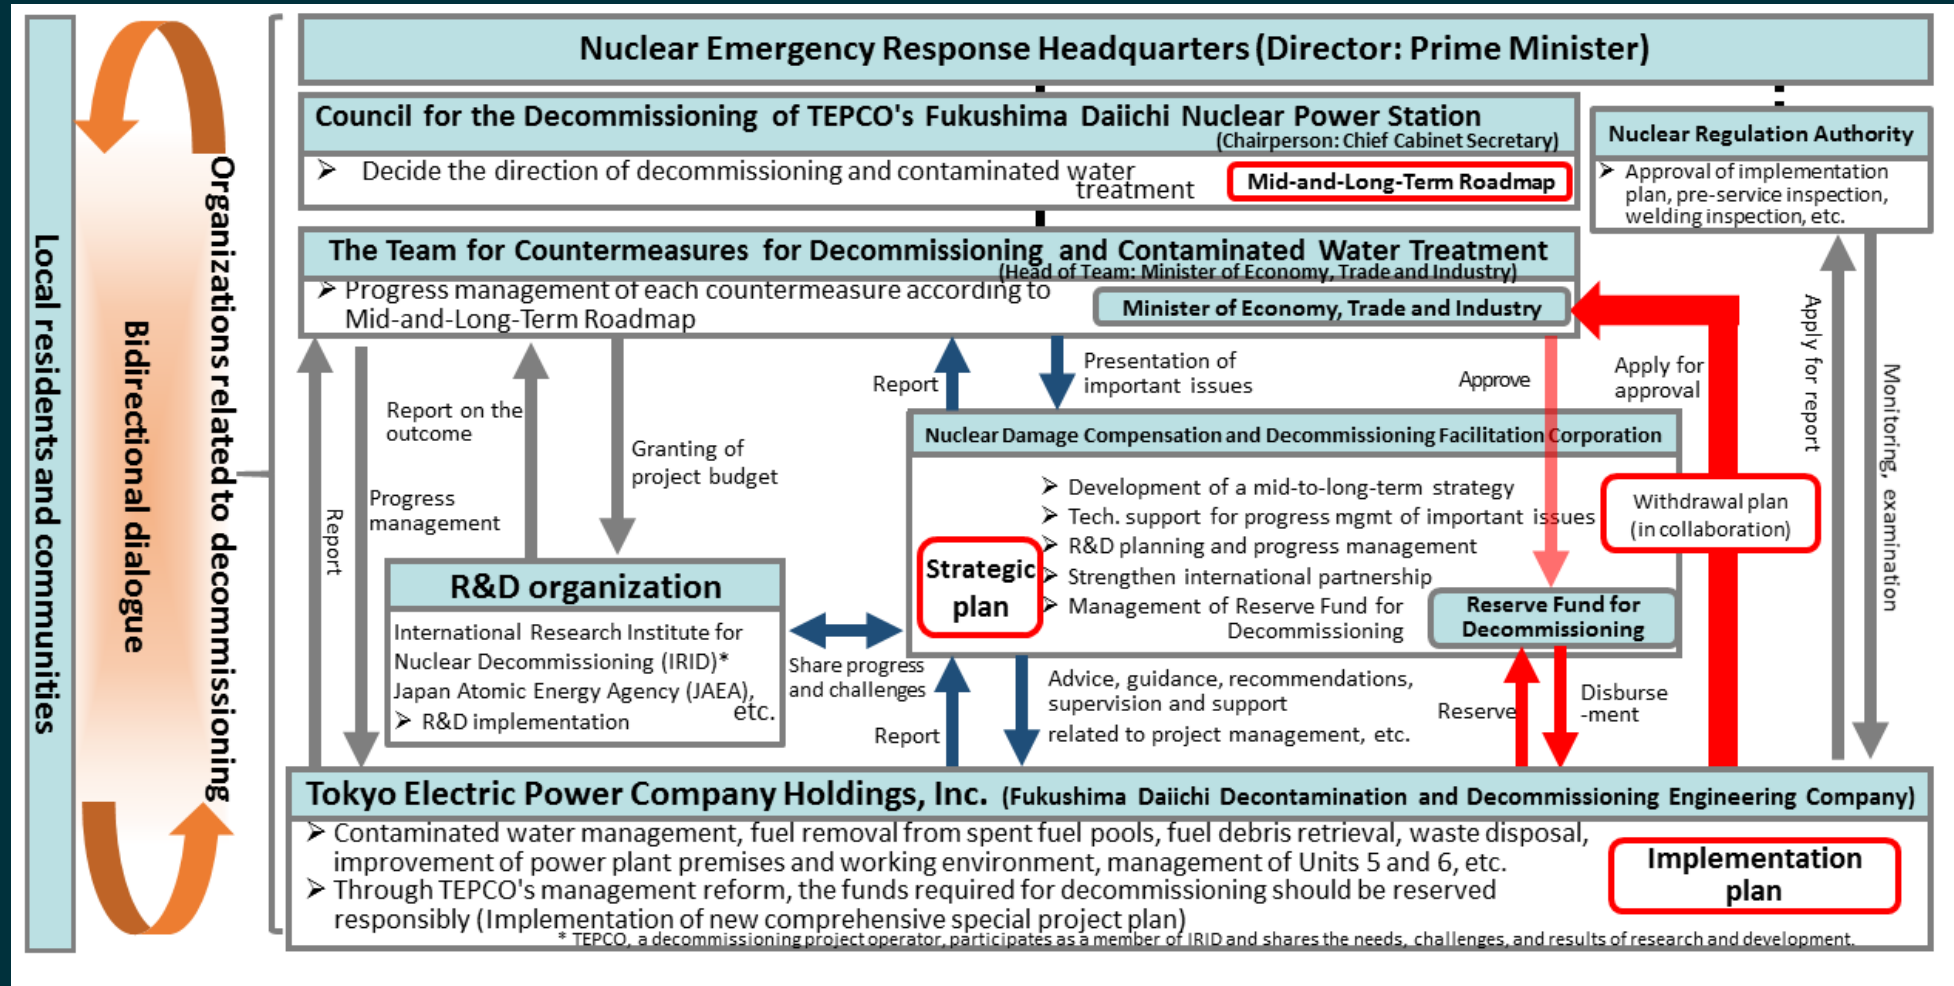 Local residents and communities
Bidirectional dialogue
Organizations related to decommissioning
Nuclear Emergency Response Headquarters (Director: Prime Minister)
Council for the Decommissioning of TEPCO's Fukushima Daiichi Nuclear Power Station
(Chairperson: Chief Cabinet Secretary)
➢ Decide the direction of decommissioning and contaminated water
treatment
Mid-and-Long-Term Roadmap
Nuclear Regulation Authority
➢ Approval of implementation
plan, pre-service inspection,
welding inspection, etc.
The Team for Countermeasures for Decommissioning and Contaminated Water Treatment
(Head of Team: Minister of Economy, Trade and Industry)
➢ Progress management of each countermeasure according to
Mid-and-Long-Term Roadmap
Minister of Economy, Trade and Industry
Report
Progress
management
Report on the
outcome
Granting of
project budget
Report
Presentation of
important issues
Approve
Apply for
approval
Apply for report
Monitoring, examination
Nuclear Damage Compensation and Decommissioning Facilitation Corporation
➢ Development of a mid-to-long-term strategy
➢ Tech. support for progress mgmt of important issues
➢ R&D planning and progress management
➢ Strengthen international partnership
➢ Management of Reserve Fund for
Decommissioning
Strategic
plan
Withdrawal plan
(in collaboration)
Reserve Fund for
Decommissioning
R&D organization
International Research Institute for
Nuclear Decommissioning (IRID)*
Japan Atomic Energy Agency (JAEA),
etc.
➢ R&D implementation
Share progress
and challenges
Report
Advice, guidance, recommendations,
supervision and support
related to project management, etc.
Reserve
Disburse
-ment
Tokyo Electric Power Company Holdings, Inc. (Fukushima Daiichi Decontamination and Decommissioning Engineering Company)
➢ Contaminated water management, fuel removal from spent fuel pools, fuel debris retrieval, waste disposal,
improvement of power plant premises and working environment, management of Units 5 and 6, etc.
➢ Through TEPCO's management reform, the funds required for decommissioning should be reserved
responsibly (Implementation of new comprehensive special project plan)
Implementation
plan
* TEPCO, a decommissioning project operator, participates as a member of IRID and shares the needs, challenges, and results of research and development.